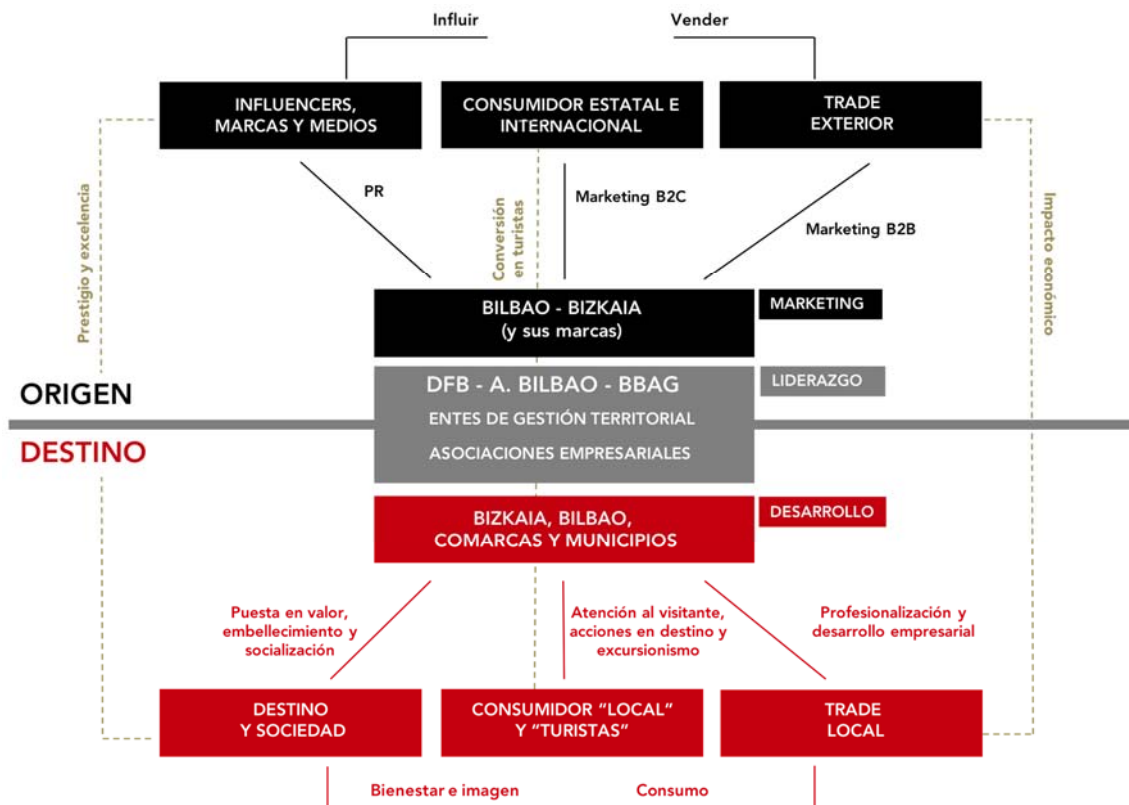 Influir
Vender
INFLUENCERS,
MARCAS Y MEDIOS
CONSUMIDOR ESTATAL E
INTERNACIONAL
TRADE
EXTERIOR
Prestigio y excelencia
PR
Conversión
en turistas
Marketing B2C
Marketing B2B
Impacto económico
BILBAO - BIZKAIA
(y sus marcas)
MARKETING
DFB - A. BILBAO - BBAG
LIDERAZGO
ENTES DE GESTIÓN TERRITORIAL
ASOCIACIONES EMPRESARIALES
ORIGEN
DESTINO
BIZKAIA, BILBAO,
COMARCAS Y MUNICIPIOS
DESARROLLO
Puesta en valor,
embellecimiento y
socialización
Atención al visitante,
acciones en destino y
excursionismo
Profesionalización y
desarrollo empresarial
DESTINO
Y SOCIEDAD
CONSUMIDOR "LOCAL"
Y "TURISTAS"
TRADE
LOCAL
Bienestar e imagen
Consumo